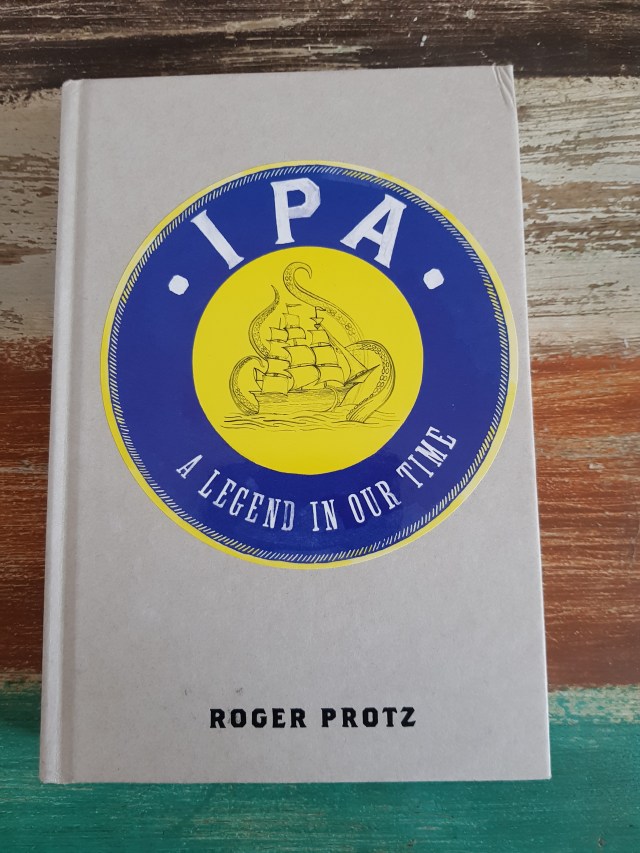 · IPA ·
A LEGEND IN OUR TIME
ROGER PROTZ